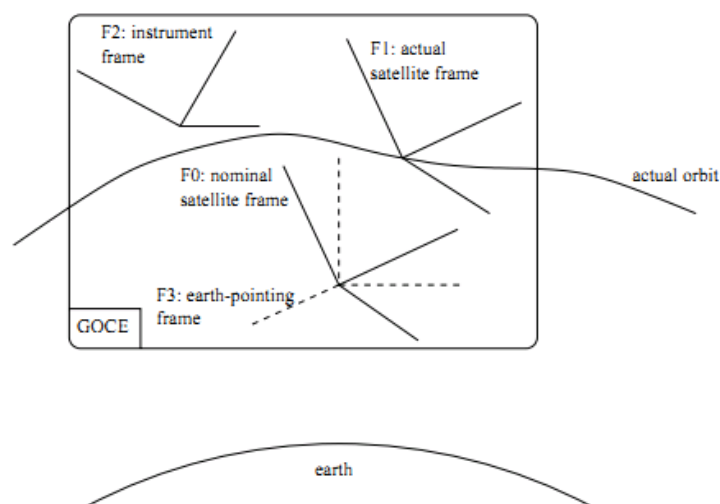 F2: instrument
frame
F1: actual
satellite frame
F0: nominal
satellite frame
actual orbit
F3: earth-pointing
frame
GOCE
earth